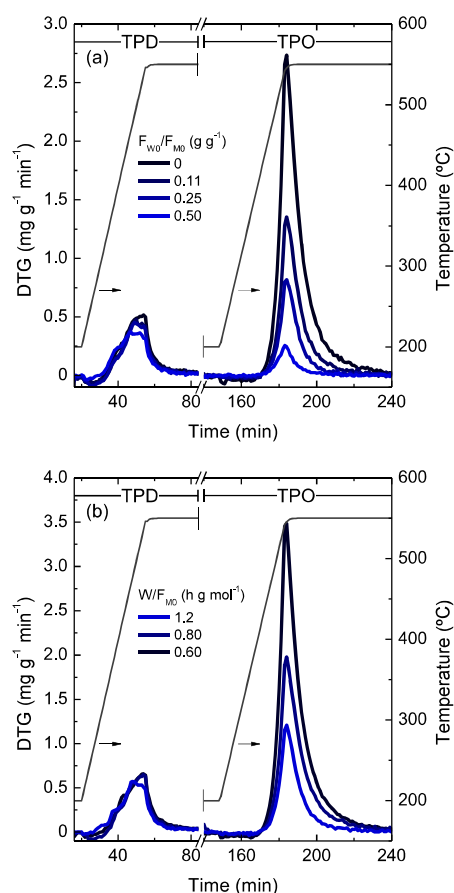 TPD TPO
(a)
F_W0/F_M0 (g g⁻¹)
0
0.11
0.25
0.50
3.0
2.5
2.0
1.5
1.0
0.5
0
DTG (mg g⁻¹ min⁻¹)
600
500
400
300
200
Temperature (ºC)
40 80 160 200 240
Time (min)
TPD TPO
(b)
W/F_M0 (h g mol⁻¹)
1.2
0.80
0.60
4.0
3.5
3.0
2.5
2.0
1.5
1.0
0.5
0
DTG (mg g⁻¹ min⁻¹)
600
500
400
300
200
Temperature (ºC)
40 80 160 200 240
Time (min)